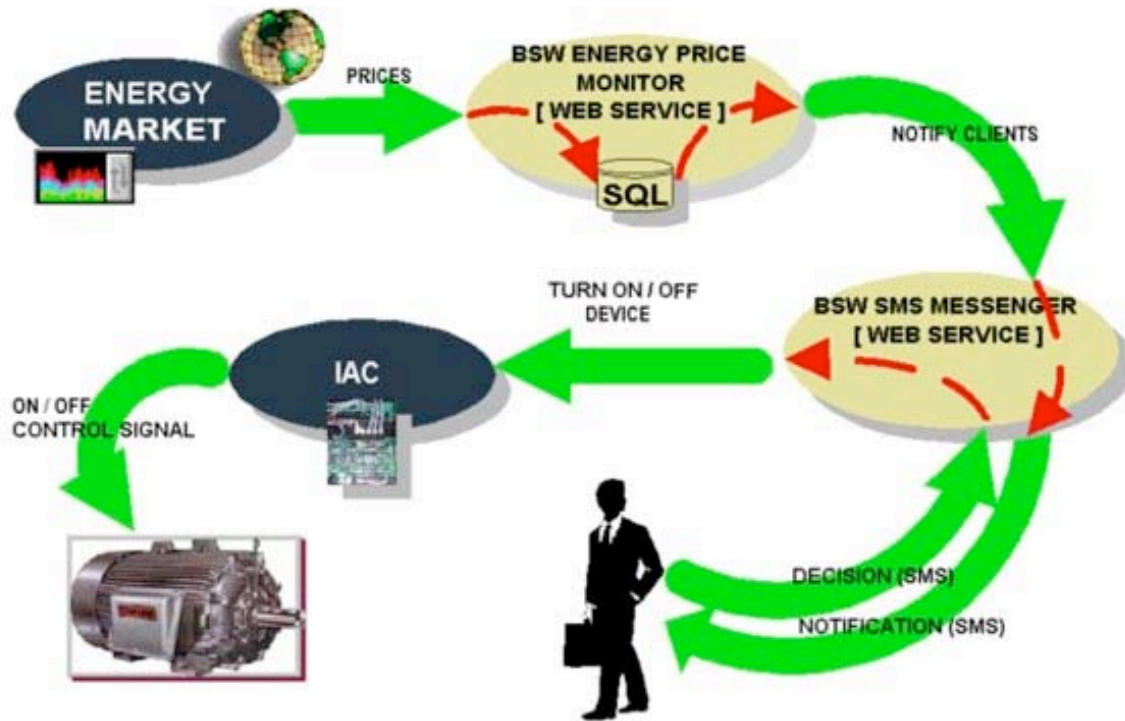 ENERGY
MARKET
PRICES
BSW ENERGY PRICE
MONITOR
[ WEB SERVICE ]
SQL
NOTIFY CLIENTS
BSW SMS MESSENGER
[ WEB SERVICE ]
TURN ON / OFF
DEVICE
IAC
ON / OFF
CONTROL SIGNAL
DECISION (SMS)
NOTIFICATION (SMS)